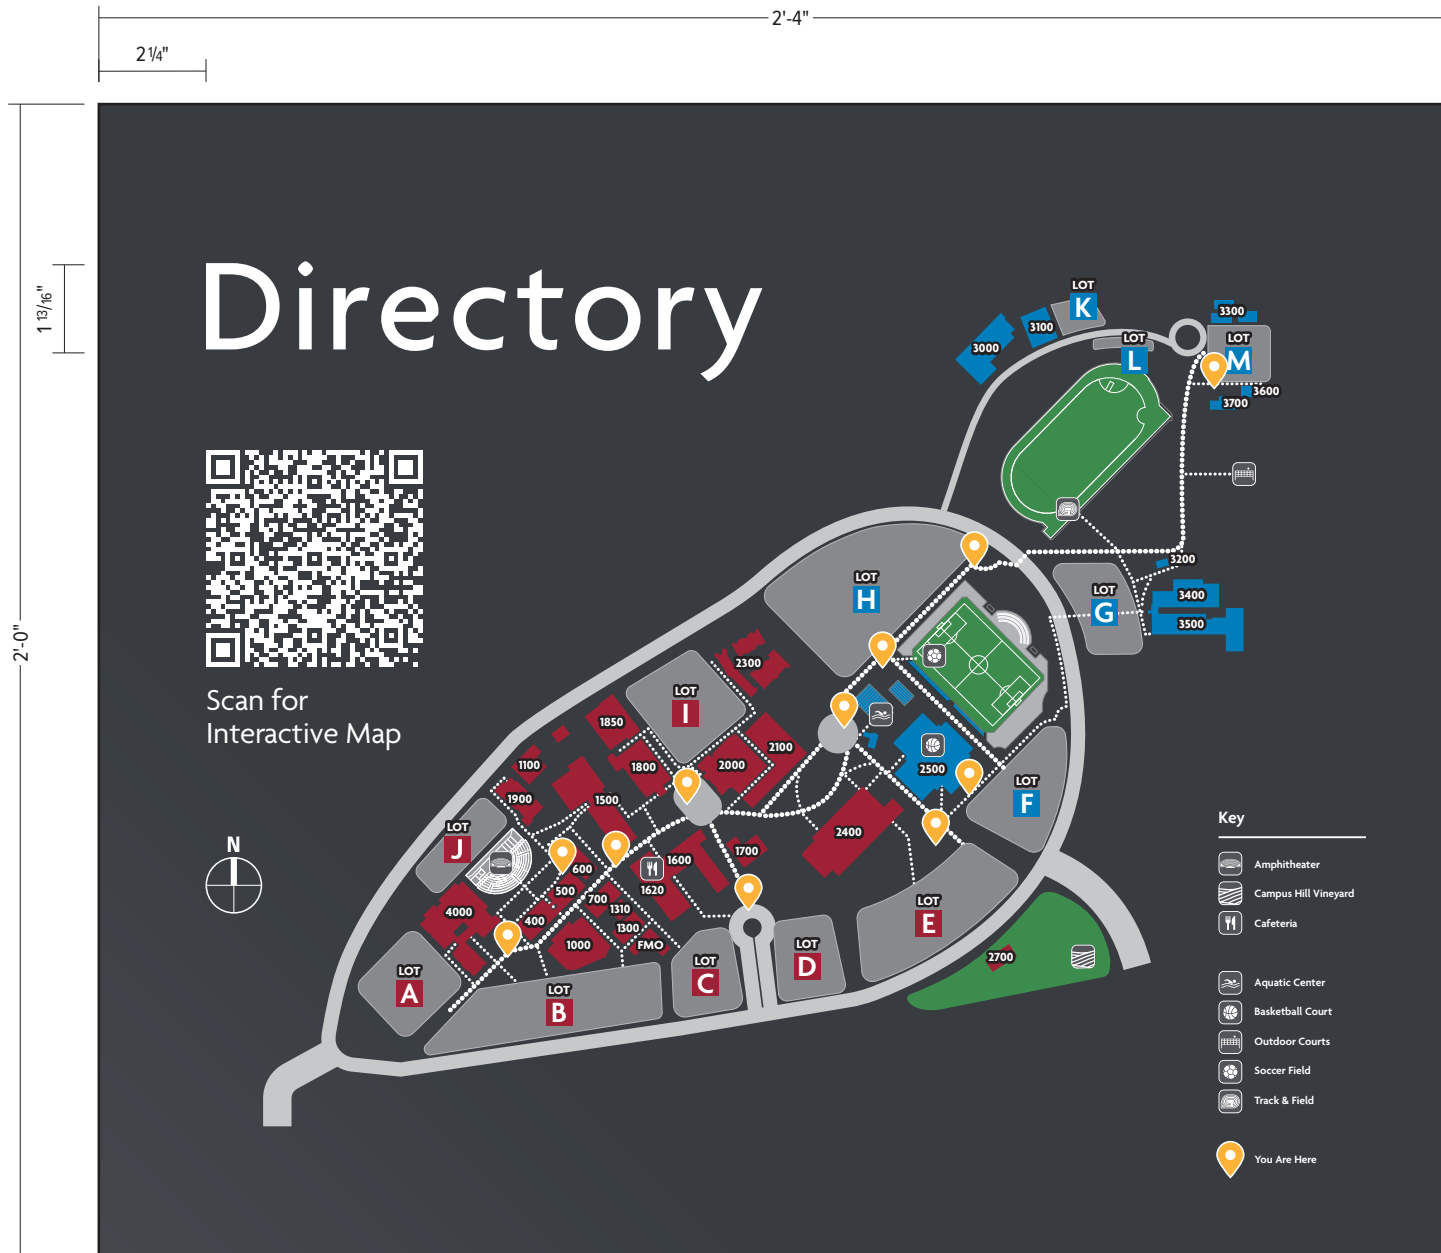 2'-4"
2 1/4"
2'-0"
1 13/16"
Directory
Scan for
Interactive Map
N
LOT
K
3100
3000
LOT
L
3300
LOT
M
3600
3700
3200
3400
3500
LOT
G
LOT
H
2300
LOT
I
1850
2100
1800
2000
1100
1900
1500
2500
LOT
F
LOT
J
2400
1700
1600
1620
600
500
700
1310
400
1300
FMO
4000
1000
LOT
E
LOT
D
LOT
C
LOT
B
LOT
A
2700
Key
Amphitheater
Campus Hill Vineyard
Cafeteria
Aquatic Center
Basketball Court
Outdoor Courts
Soccer Field
Track & Field
You Are Here